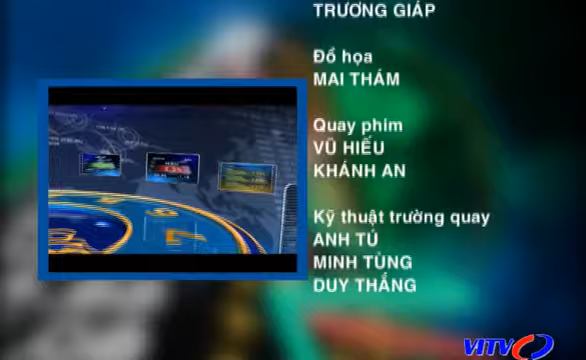 TRƯƠNG GIÁP
Đồ họa
MAI THÁM
Quay phim
VŨ HIẾU
KHÁNH AN
Kỹ thuật trường quay
ANH TÚ
MINH TÙNG
DUY THẮNG
VITV